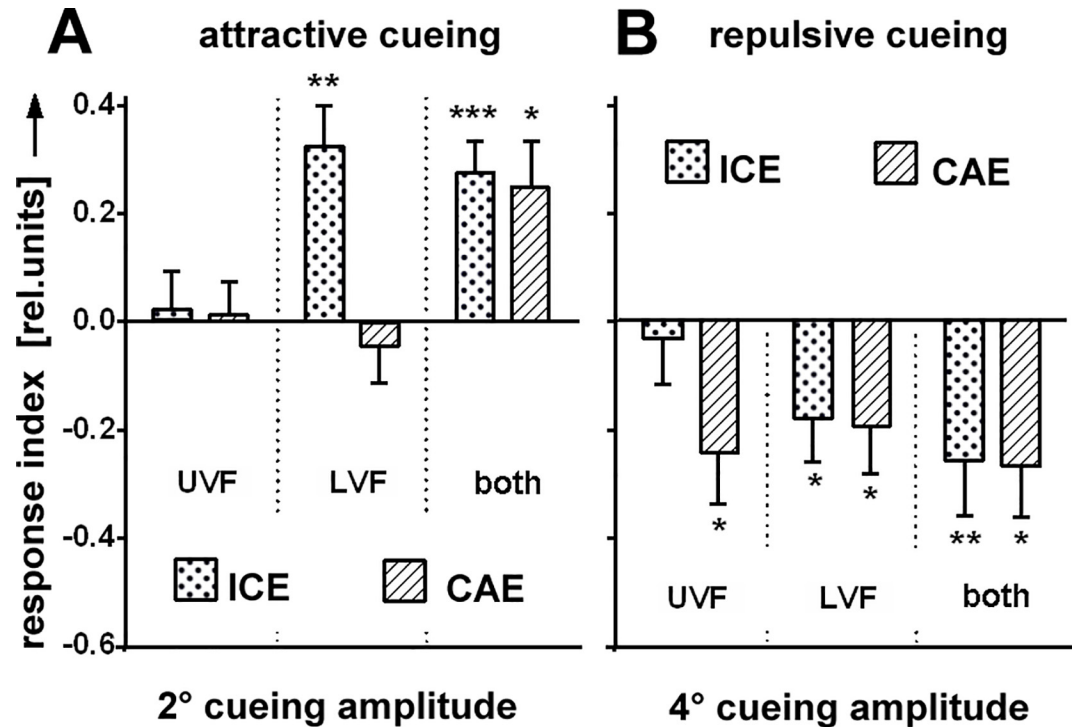 A attractive cueing
B repulsive cueing
response index [rel.units]
0.4
0.2
0.0
-0.2
-0.4
-0.6
**
***
*
UVF
LVF
both
ICE
CAE
2° cueing amplitude
ICE
CAE
*
*
*
**
*
UVF
LVF
both
4° cueing amplitude